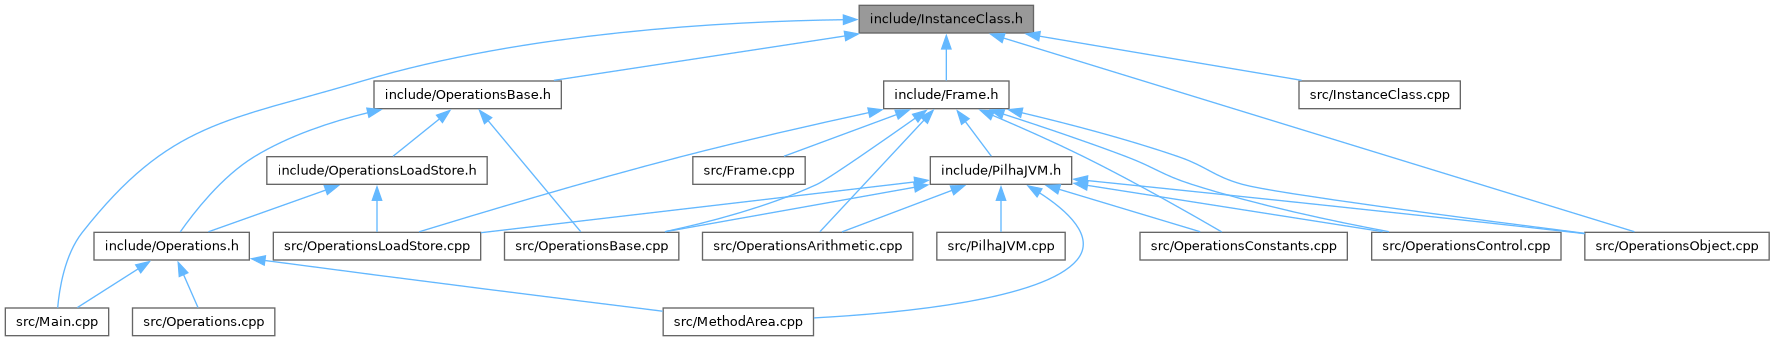 include/InstanceClass.h
include/OperationsBase.h
include/Frame.h
src/InstanceClass.cpp
include/OperationsLoadStore.h
src/Frame.cpp
include/PilhaJVM.h
include/Operations.h
src/OperationsLoadStore.cpp
src/OperationsBase.cpp
src/OperationsArithmetic.cpp
src/PilhaJVM.cpp
src/OperationsConstants.cpp
src/OperationsControl.cpp
src/OperationsObject.cpp
src/Main.cpp
src/Operations.cpp
src/MethodArea.cpp